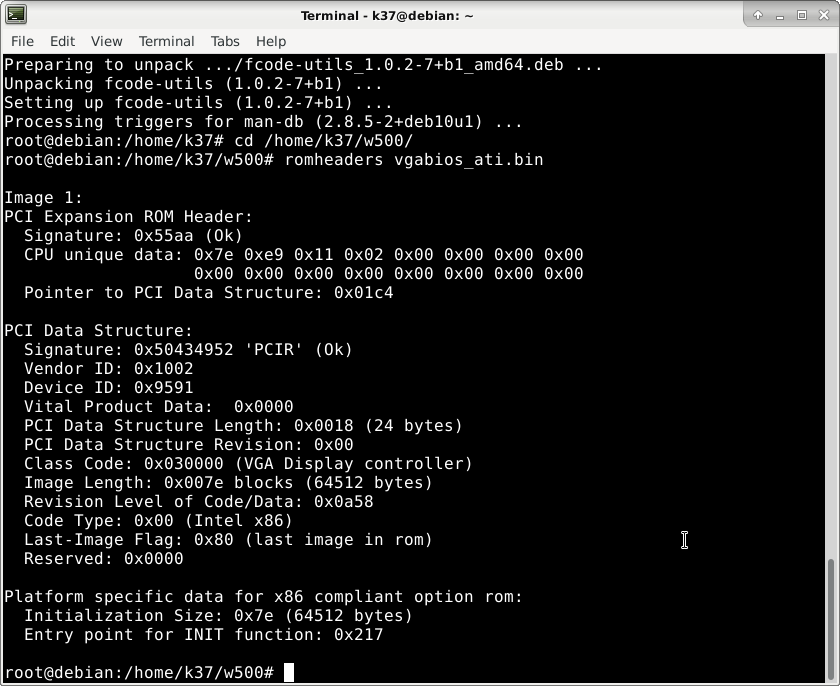 Terminal - k37@debian: ~
File Edit View Terminal Tabs Help
Preparing to unpack .../fcode-utils_1.0.2-7+b1_amd64.deb ...
Unpacking fcode-utils (1.0.2-7+b1) ...
Setting up fcode-utils (1.0.2-7+b1) ...
Processing triggers for man-db (2.8.5-2+deb10u1) ...
root@debian:/home/k37# cd /home/k37/w500/
root@debian:/home/k37/w500# romheaders vgabios_ati.bin

Image 1:
PCI Expansion ROM Header:
  Signature: 0x55aa (Ok)
  CPU unique data: 0x7e 0xe9 0x11 0x02 0x00 0x00 0x00 0x00
                   0x00 0x00 0x00 0x00 0x00 0x00 0x00 0x00
  Pointer to PCI Data Structure: 0x01c4

PCI Data Structure:
  Signature: 0x50434952 'PCIR' (Ok)
  Vendor ID: 0x1002
  Device ID: 0x9591
  Vital Product Data:  0x0000
  PCI Data Structure Length: 0x0018 (24 bytes)
  PCI Data Structure Revision: 0x00
  Class Code: 0x030000 (VGA Display controller)
  Image Length: 0x007e blocks (64512 bytes)
  Revision Level of Code/Data: 0x0a58
  Code Type: 0x00 (Intel x86)
  Last-Image Flag: 0x80 (last image in rom)
  Reserved: 0x0000

Platform specific data for x86 compliant option rom:
  Initialization Size: 0x7e (64512 bytes)
  Entry point for INIT function: 0x217

root@debian:/home/k37/w500#